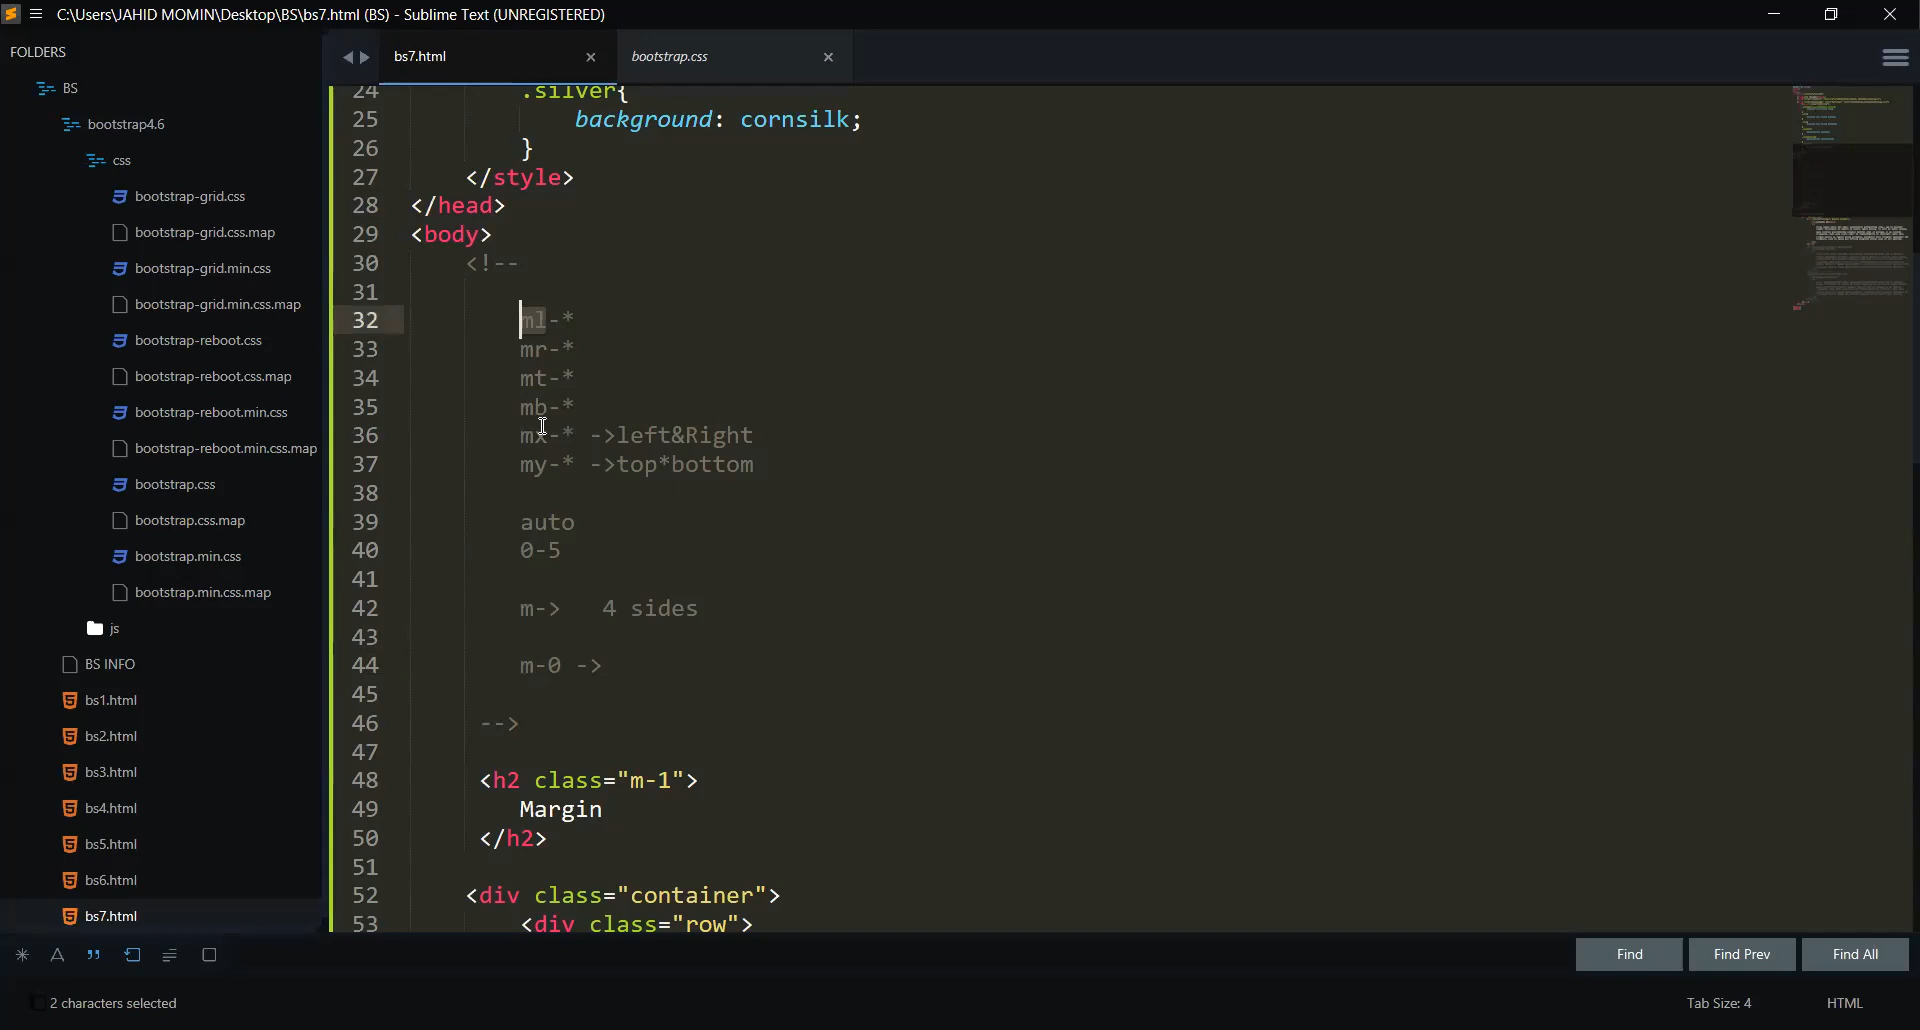 C:\Users\JAHID MOMIN\Desktop\BS\bs7.html (BS) - Sublime Text (UNREGISTERED)
FOLDERS
BS
bootstrap4.6
css
bootstrap-grid.css
bootstrap-grid.css.map
bootstrap-grid.min.css
bootstrap-grid.min.css.map
bootstrap-reboot.css
bootstrap-reboot.css.map
bootstrap-reboot.min.css
bootstrap-reboot.min.css.map
bootstrap.css
bootstrap.css.map
bootstrap.min.css
bootstrap.min.css.map
js
BS INFO
bs1.html
bs2.html
bs3.html
bs4.html
bs5.html
bs6.html
bs7.html
bs7.html
bootstrap.css
24 .silver{
25 background: cornsilk;
26 }
27 </style>
28 </head>
29 <body>
30 <!--
31
32 ml-*
33 mr-*
34 mt-*
35 mb-*
36 mx-* ->left&Right
37 my-* ->top*bottom
38
39 auto
40 0-5
41
42 m-> 4 sides
43
44 m-0 ->
45
46 -->
47
48 <h2 class="m-1">
49 Margin
50 </h2>
51
52 <div class="container">
53 <div class="row">
Find
Find Prev
Find All
2 characters selected
Tab Size: 4
HTML